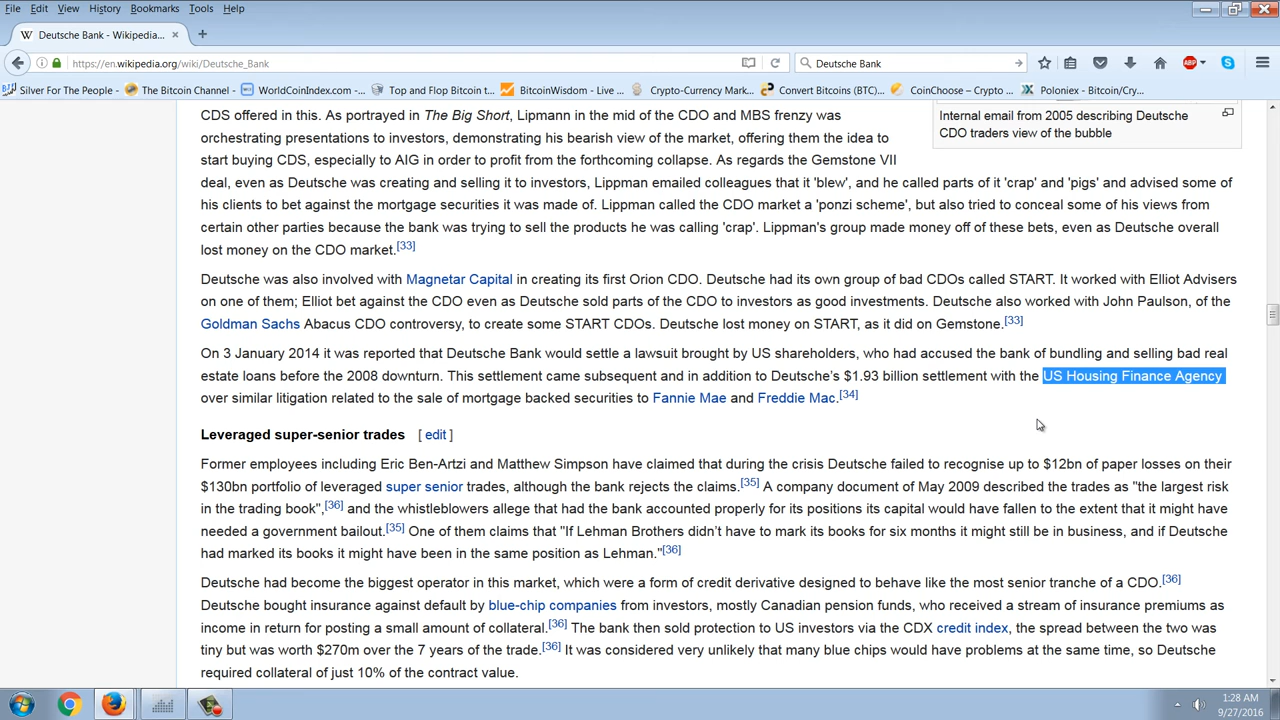 File Edit View History Bookmarks Tools Help
W Deutsche Bank - Wikipedia... × +
https://en.wikipedia.org/wiki/Deutsche_Bank
Deutsche Bank
ABP
Silver For The People - ... The Bitcoin Channel - ... WorldCoinIndex.com -... Top and Flop Bitcoin t... BitcoinWisdom - Live ... Crypto-Currency Mark... Convert Bitcoins (BTC)... CoinChoose – Crypto ... Poloniex - Bitcoin/Cry...
CDS offered in this. As portrayed in The Big Short, Lipmann in the mid of the CDO and MBS frenzy was
orchestrating presentations to investors, demonstrating his bearish view of the market, offering them the idea to
start buying CDS, especially to AIG in order to profit from the forthcoming collapse. As regards the Gemstone VII
deal, even as Deutsche was creating and selling it to investors, Lippman emailed colleagues that it 'blew', and he called parts of it 'crap' and 'pigs' and advised some of
his clients to bet against the mortgage securities it was made of. Lippman called the CDO market a 'ponzi scheme', but also tried to conceal some of his views from
certain other parties because the bank was trying to sell the products he was calling 'crap'. Lippman's group made money off of these bets, even as Deutsche overall
lost money on the CDO market.[33]
Internal email from 2005 describing Deutsche
CDO traders view of the bubble
Deutsche was also involved with Magnetar Capital in creating its first Orion CDO. Deutsche had its own group of bad CDOs called START. It worked with Elliot Advisers
on one of them; Elliot bet against the CDO even as Deutsche sold parts of the CDO to investors as good investments. Deutsche also worked with John Paulson, of the
Goldman Sachs Abacus CDO controversy, to create some START CDOs. Deutsche lost money on START, as it did on Gemstone.[33]
On 3 January 2014 it was reported that Deutsche Bank would settle a lawsuit brought by US shareholders, who had accused the bank of bundling and selling bad real
estate loans before the 2008 downturn. This settlement came subsequent and in addition to Deutsche's $1.93 billion settlement with the US Housing Finance Agency
over similar litigation related to the sale of mortgage backed securities to Fannie Mae and Freddie Mac.[34]
Leveraged super-senior trades [ edit ]
Former employees including Eric Ben-Artzi and Matthew Simpson have claimed that during the crisis Deutsche failed to recognise up to $12bn of paper losses on their
$130bn portfolio of leveraged super senior trades, although the bank rejects the claims.[35] A company document of May 2009 described the trades as "the largest risk
in the trading book",[36] and the whistleblowers allege that had the bank accounted properly for its positions its capital would have fallen to the extent that it might have
needed a government bailout.[35] One of them claims that "If Lehman Brothers didn't have to mark its books for six months it might still be in business, and if Deutsche
had marked its books it might have been in the same position as Lehman."[36]
Deutsche had become the biggest operator in this market, which were a form of credit derivative designed to behave like the most senior tranche of a CDO.[36]
Deutsche bought insurance against default by blue-chip companies from investors, mostly Canadian pension funds, who received a stream of insurance premiums as
income in return for posting a small amount of collateral.[36] The bank then sold protection to US investors via the CDX credit index, the spread between the two was
tiny but was worth $270m over the 7 years of the trade.[36] It was considered very unlikely that many blue chips would have problems at the same time, so Deutsche
required collateral of just 10% of the contract value.
1:28 AM
9/27/2016